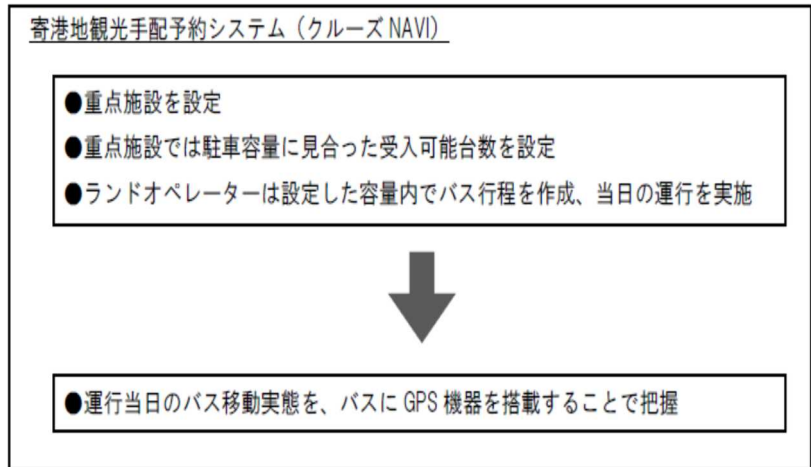 寄港地観光手配予約システム（クルーズ NAVI）
●重点施設を設定
●重点施設では駐車容量に見合った受入可能台数を設定
●ランドオペレーターは設定した容量内でバス行程を作成、当日の運行を実施
●運行当日のバス移動実態を、バスに GPS 機器を搭載することで把握